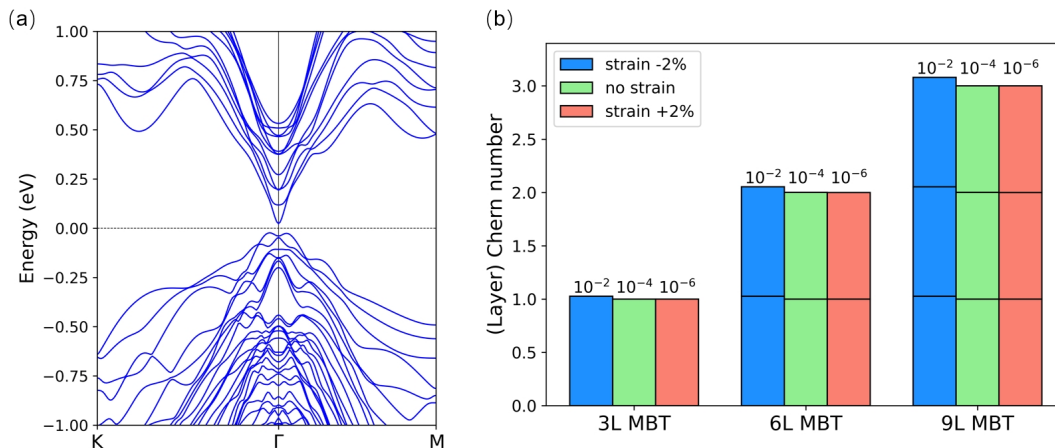 (a)
1.00
0.75
0.50
0.25
0.00
−0.25
−0.50
−0.75
−1.00
Energy (eV)
K
Γ
M
(b)
strain -2%
no strain
strain +2%
10⁻² 10⁻⁴ 10⁻⁶
10⁻² 10⁻⁴ 10⁻⁶
10⁻² 10⁻⁴ 10⁻⁶
3.0
2.5
2.0
1.5
1.0
0.5
0.0
(Layer) Chern number
3L MBT
6L MBT
9L MBT